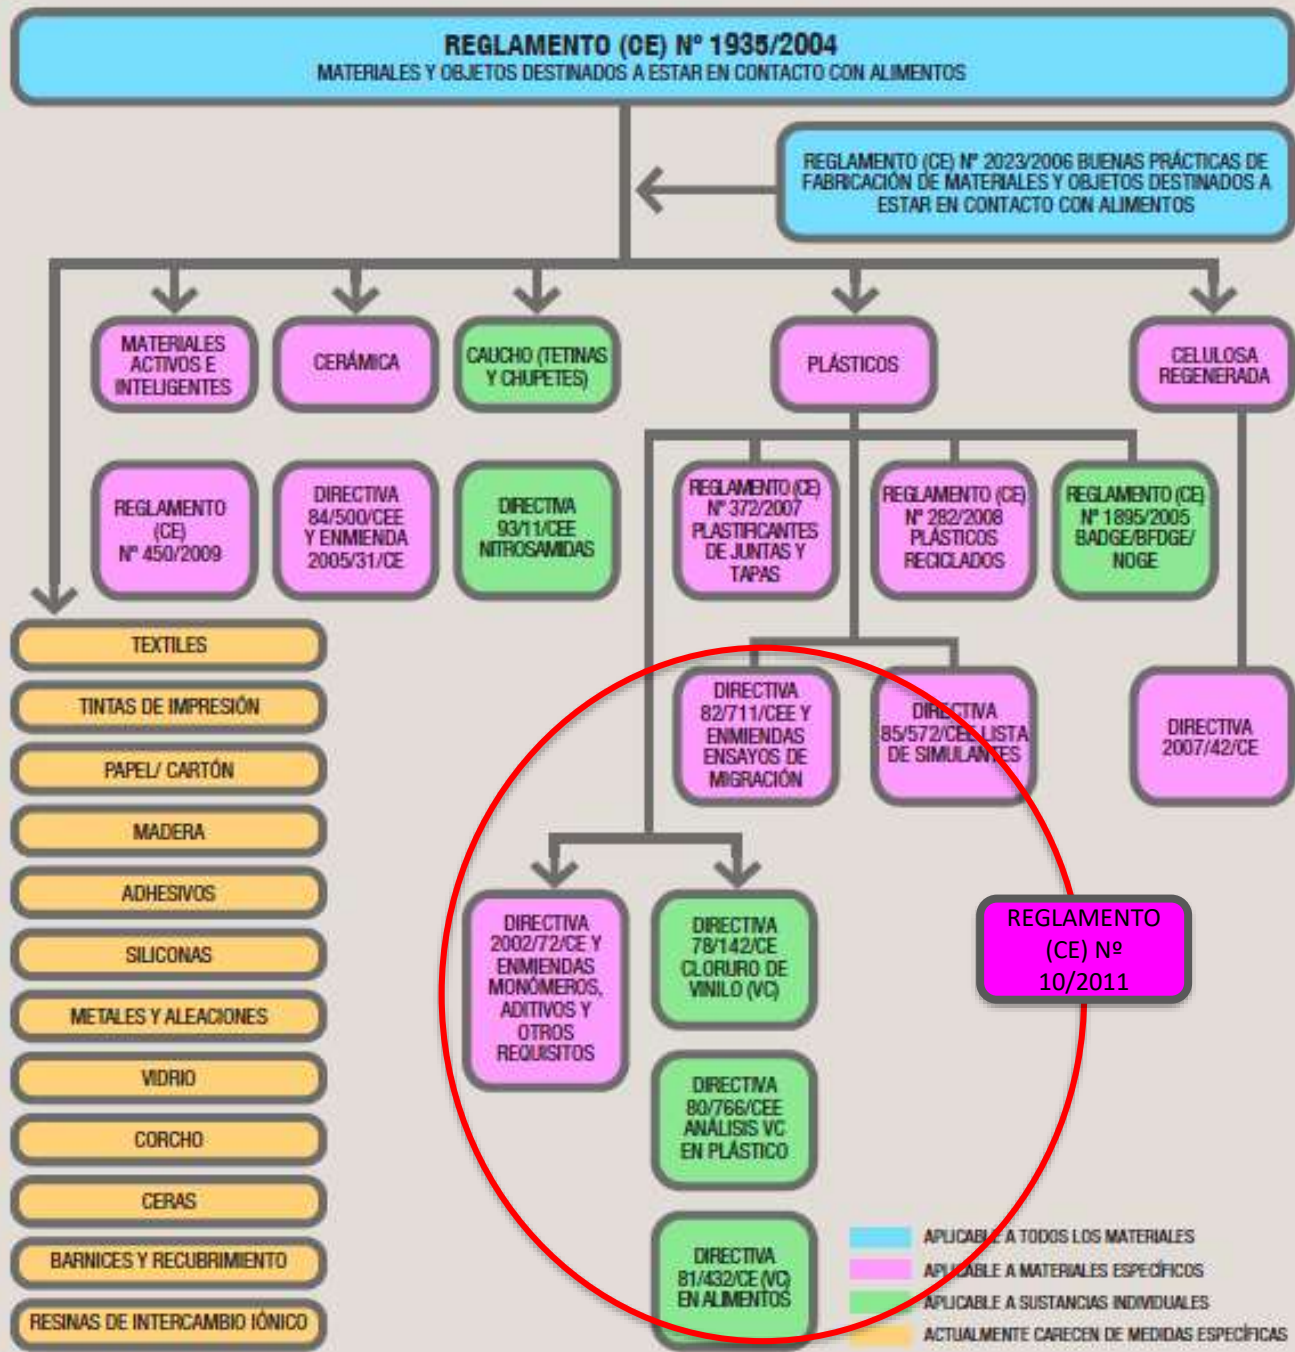 REGLAMENTO (CE) Nº 1935/2004
MATERIALES Y OBJETOS DESTINADOS A ESTAR EN CONTACTO CON ALIMENTOS
REGLAMENTO (CE) Nº 2023/2006 BUENAS PRÁCTICAS DE
FABRICACIÓN DE MATERIALES Y OBJETOS DESTINADOS A
ESTAR EN CONTACTO CON ALIMENTOS
MATERIALES
ACTIVOS E
INTELIGENTES
CERÁMICA
CAUCHO (TETINAS
Y CHUPETES)
PLÁSTICOS
CELULOSA
REGENERADA
REGLAMENTO
(CE)
Nº 450/2009
DIRECTIVA
84/500/CEE
Y ENMIENDA
2005/31/CE
DIRECTIVA
93/11/CEE
NITROSAMIDAS
REGLAMENTO (CE)
Nº 372/2007
PLASTIFICANTES
DE JUNTAS Y
TAPAS
REGLAMENTO (CE)
Nº 282/2008
PLÁSTICOS
RECICLADOS
REGLAMENTO (CE)
Nº 1895/2005
BADGE/BFDGE/
NOGE
TEXTILES
TINTAS DE IMPRESIÓN
PAPEL/ CARTÓN
MADERA
ADHESIVOS
SILICONAS
METALES Y ALEACIONES
VIDRIO
CORCHO
CERAS
BARNICES Y RECUBRIMIENTO
RESINAS DE INTERCAMBIO IÓNICO
DIRECTIVA
82/711/CEE Y
ENMIENDAS
ENSAYOS DE
MIGRACIÓN
DIRECTIVA
85/572/CEE LISTA
DE SIMULANTES
DIRECTIVA
2007/42/CE
DIRECTIVA
2002/72/CE Y
ENMIENDAS
MONÓMEROS,
ADITIVOS Y
OTROS
REQUISITOS
DIRECTIVA
78/142/CE
CLORURO DE
VINILO (VC)
REGLAMENTO
(CE) Nº
10/2011
DIRECTIVA
80/766/CEE
ANÁLISIS VC
EN PLÁSTICO
DIRECTIVA
81/432/CE (VC)
EN ALIMENTOS
APLICABLE A TODOS LOS MATERIALES
APLICABLE A MATERIALES ESPECÍFICOS
APLICABLE A SUSTANCIAS INDIVIDUALES
ACTUALMENTE CARECEN DE MEDIDAS ESPECÍFICAS